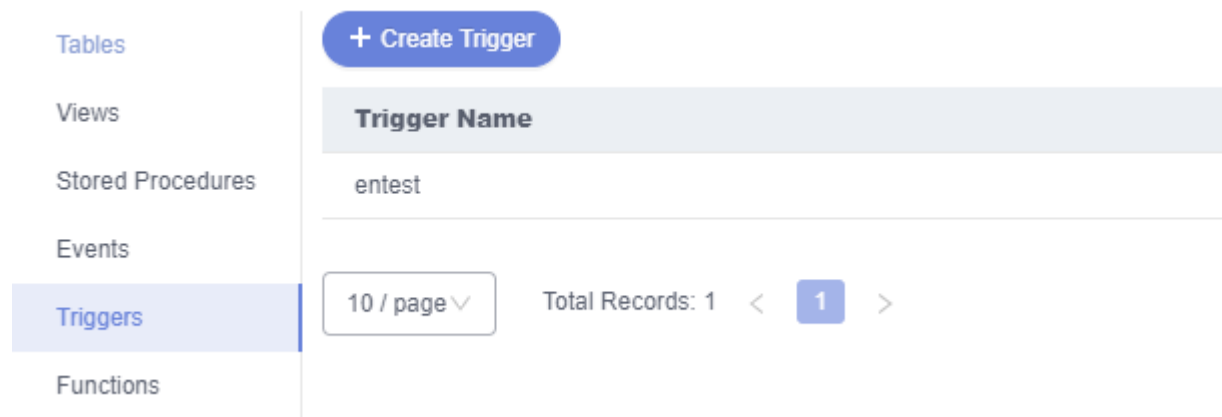 Tables
Views
Stored Procedures
Events
Triggers
Functions
+ Create Trigger
Trigger Name
entest
10 / page
Total Records: 1 < 1 >